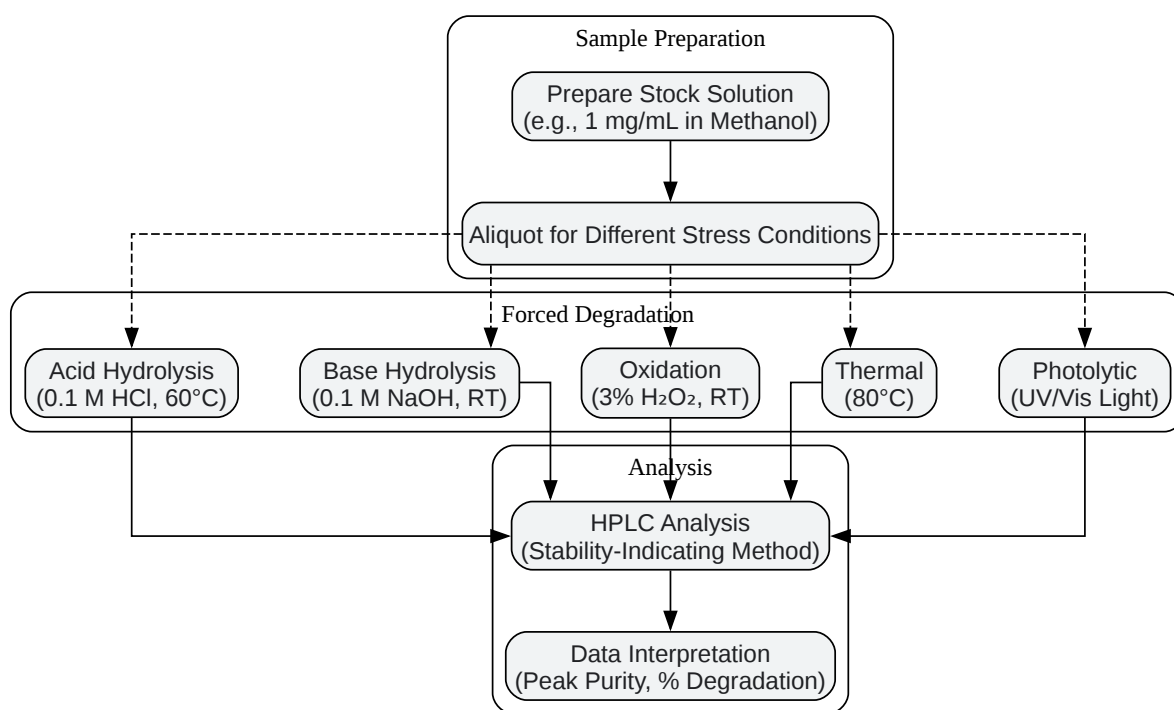 Sample Preparation
Prepare Stock Solution
(e.g., 1 mg/mL in Methanol)
Aliquot for Different Stress Conditions
Forced Degradation
Acid Hydrolysis
(0.1 M HCl, 60°C)
Base Hydrolysis
(0.1 M NaOH, RT)
Oxidation
(3% H₂O₂, RT)
Thermal
(80°C)
Photolytic
(UV/Vis Light)
Analysis
HPLC Analysis
(Stability-Indicating Method)
Data Interpretation
(Peak Purity, % Degradation)